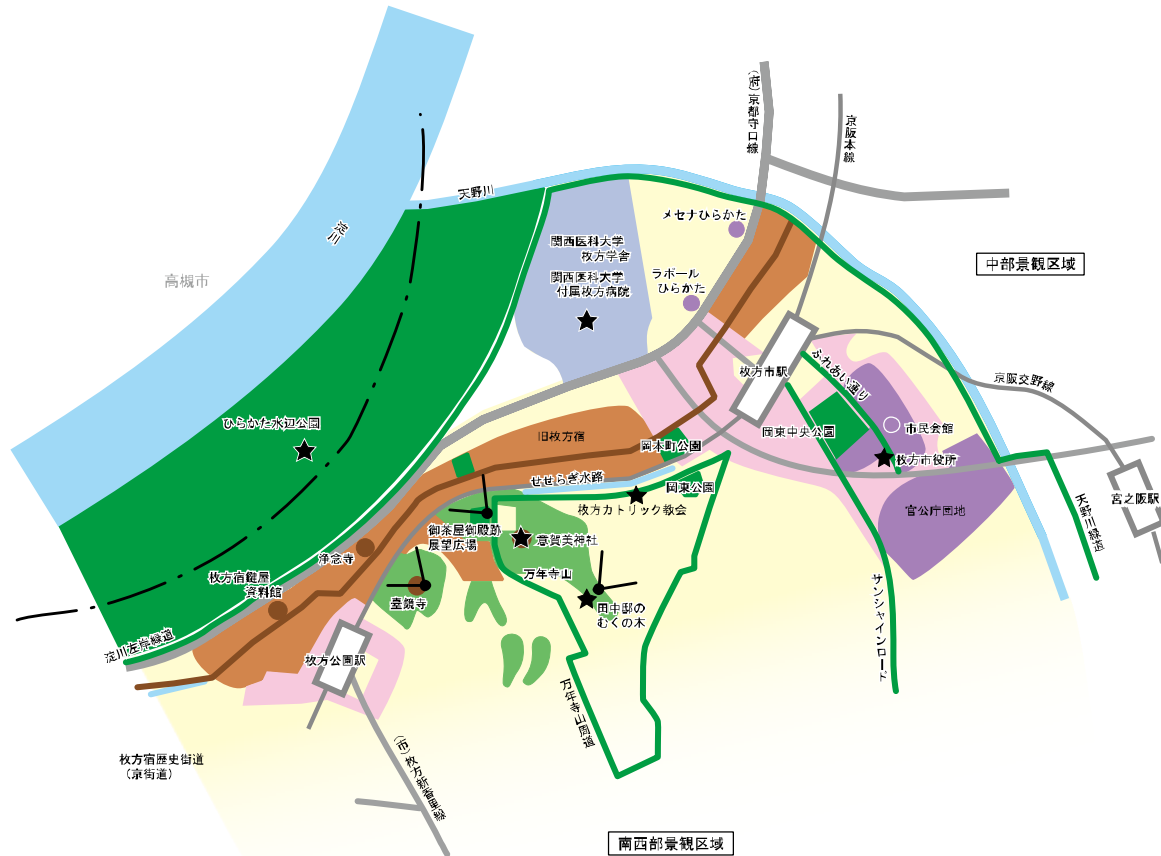 (府)京都守口線
京阪本線
天野川
淀川
高槻市
メセナひらかた
関西医科大学
枚方学舎
関西医科大学
付属枚方病院
ラポール
ひらかた
中部景観区域
枚方市駅
ふれあい通り
京阪交野線
ひらかた水辺公園
旧枚方宿
岡本町公園
岡東中央公園
市民会館
枚方市役所
せせらぎ水路
岡東公園
宮之阪駅
枚方カトリック教会
官公庁団地
天野川緑道
御茶屋御殿跡
展望広場
意賀美神社
浄念寺
万年寺山
枚方宿鍵屋
資料館
臺鏡寺
田中邸の
むくの木
サンシャインロード
淀川左岸緑道
枚方公園駅
万年寺山周道
枚方宿歴史街道
(京街道)
(市)枚方新香里線
南西部景観区域